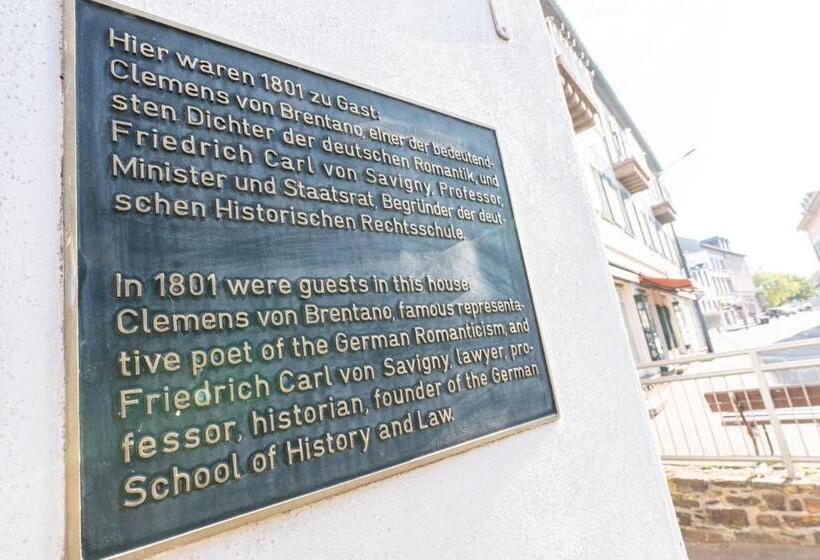 Hier waren 1801 zu Gast:
Clemens von Brentano, einer der bedeutend-
sten Dichter der deutschen Romantik, und
Friedrich Carl von Savigny, Professor,
Minister und Staatsrat, Begründer der deut-
schen Historischen Rechtsschule.
In 1801 were guests in this house:
Clemens von Brentano, famous representa-
tive poet of the German Romanticism, and
Friedrich Carl von Savigny, lawyer, pro-
fessor, historian, founder of the German
School of History and Law.